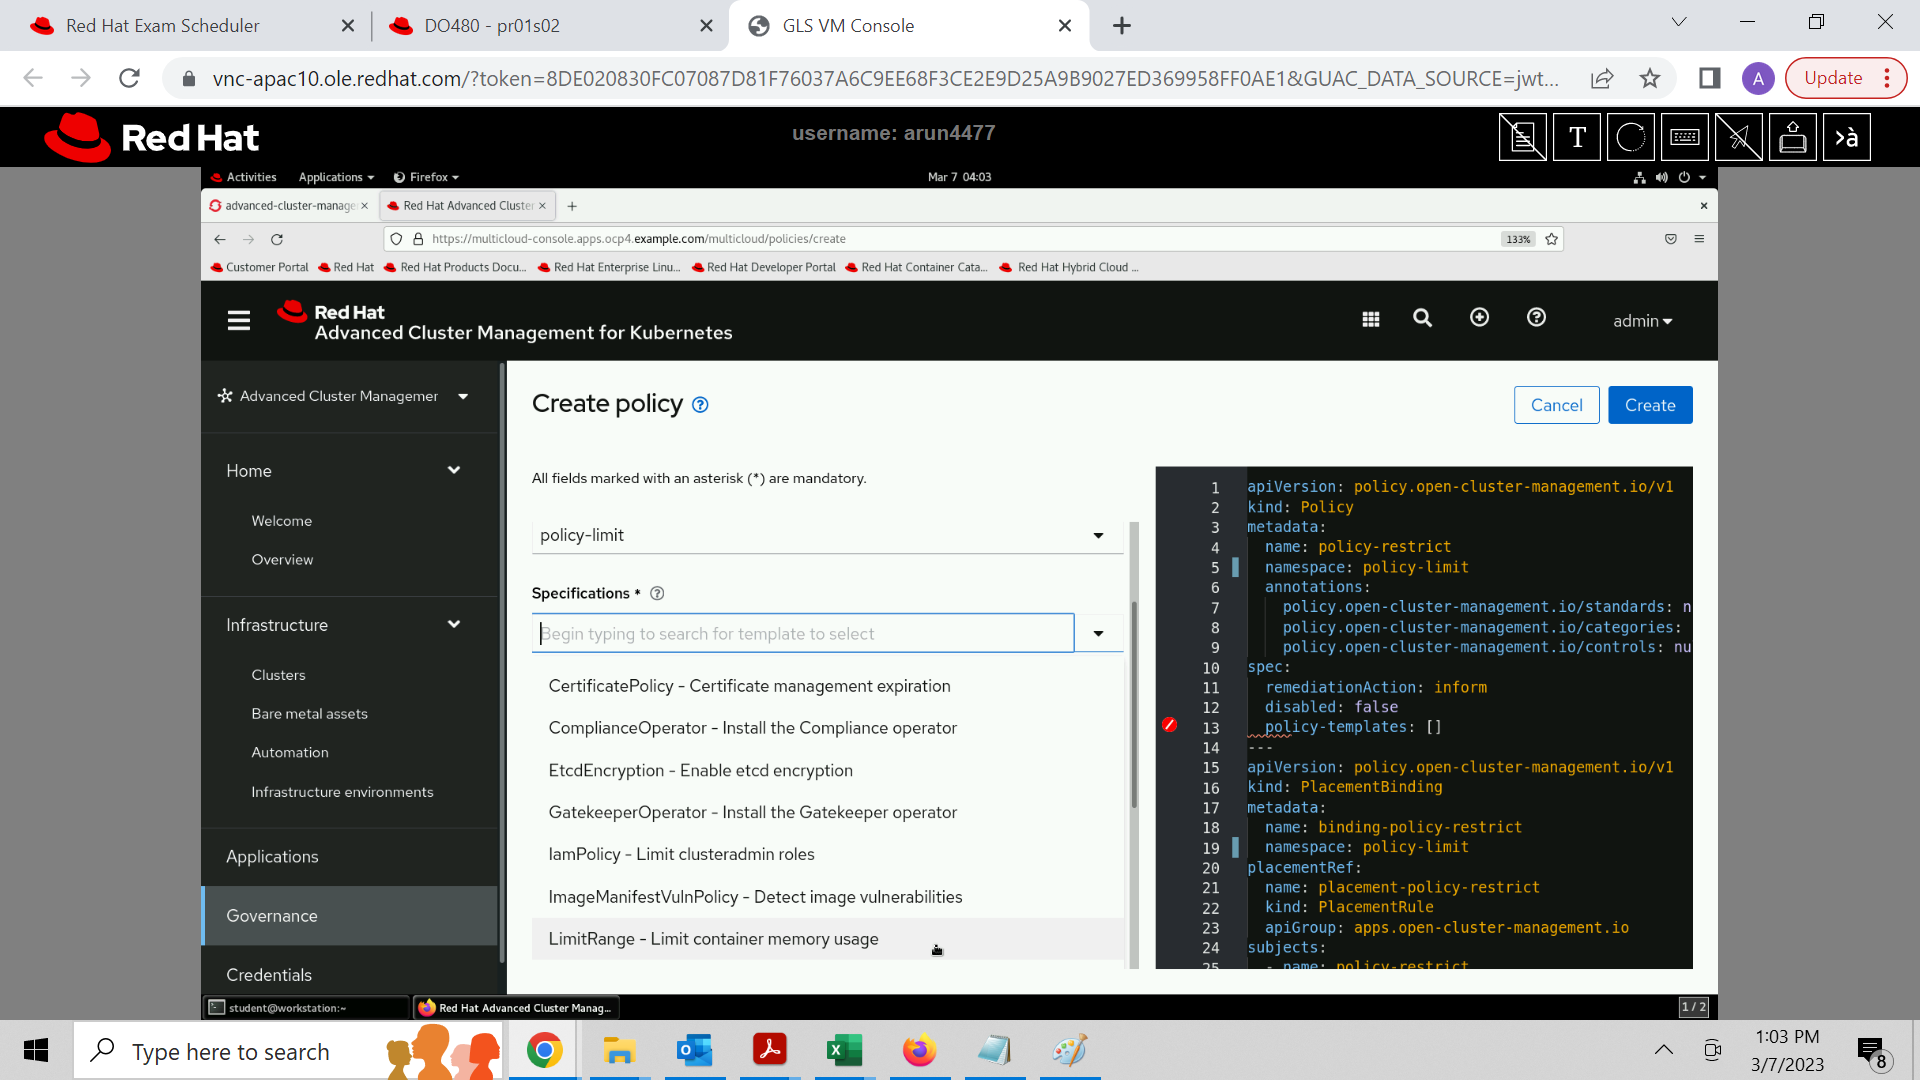 Red Hat Exam Scheduler
DO480 - pr01s02
GLS VM Console
vnc-apac10.ole.redhat.com/?token=8DE020830FC07087D81F76037A6C9EE68F3CE2E9D25A9B9027ED369958FF0AE1&GUAC_DATA_SOURCE=jwt...
A
Update
Red Hat
username: arun4477
T
>à
Activities
Applications
Firefox
Mar 7 04:03
advanced-cluster-manage
Red Hat Advanced Cluster
https://multicloud-console.apps.ocp4.example.com/multicloud/policies/create
133%
Customer Portal
Red Hat
Red Hat Products Docu...
Red Hat Enterprise Linu...
Red Hat Developer Portal
Red Hat Container Cata...
Red Hat Hybrid Cloud ...
Red Hat
Advanced Cluster Management for Kubernetes
admin
Advanced Cluster Managemer
Home
Welcome
Overview
Infrastructure
Clusters
Bare metal assets
Automation
Infrastructure environments
Applications
Governance
Credentials
Create policy
Cancel
Create
All fields marked with an asterisk (*) are mandatory.
policy-limit
Specifications *
Begin typing to search for template to select
CertificatePolicy - Certificate management expiration
ComplianceOperator - Install the Compliance operator
EtcdEncryption - Enable etcd encryption
GatekeeperOperator - Install the Gatekeeper operator
IamPolicy - Limit clusteradmin roles
ImageManifestVulnPolicy - Detect image vulnerabilities
LimitRange - Limit container memory usage
1 apiVersion: policy.open-cluster-management.io/v1
2 kind: Policy
3 metadata:
4 name: policy-restrict
5 namespace: policy-limit
6 annotations:
7 policy.open-cluster-management.io/standards: n
8 policy.open-cluster-management.io/categories:
9 policy.open-cluster-management.io/controls: nu
10 spec:
11 remediationAction: inform
12 disabled: false
13 policy-templates: []
14 ---
15 apiVersion: policy.open-cluster-management.io/v1
16 kind: PlacementBinding
17 metadata:
18 name: binding-policy-restrict
19 namespace: policy-limit
20 placementRef:
21 name: placement-policy-restrict
22 kind: PlacementRule
23 apiGroup: apps.open-cluster-management.io
24 subjects:
25 - name: policy-restrict
student@workstation:~
Red Hat Advanced Cluster Manag...
1 / 2
Type here to search
1:03 PM
3/7/2023
8